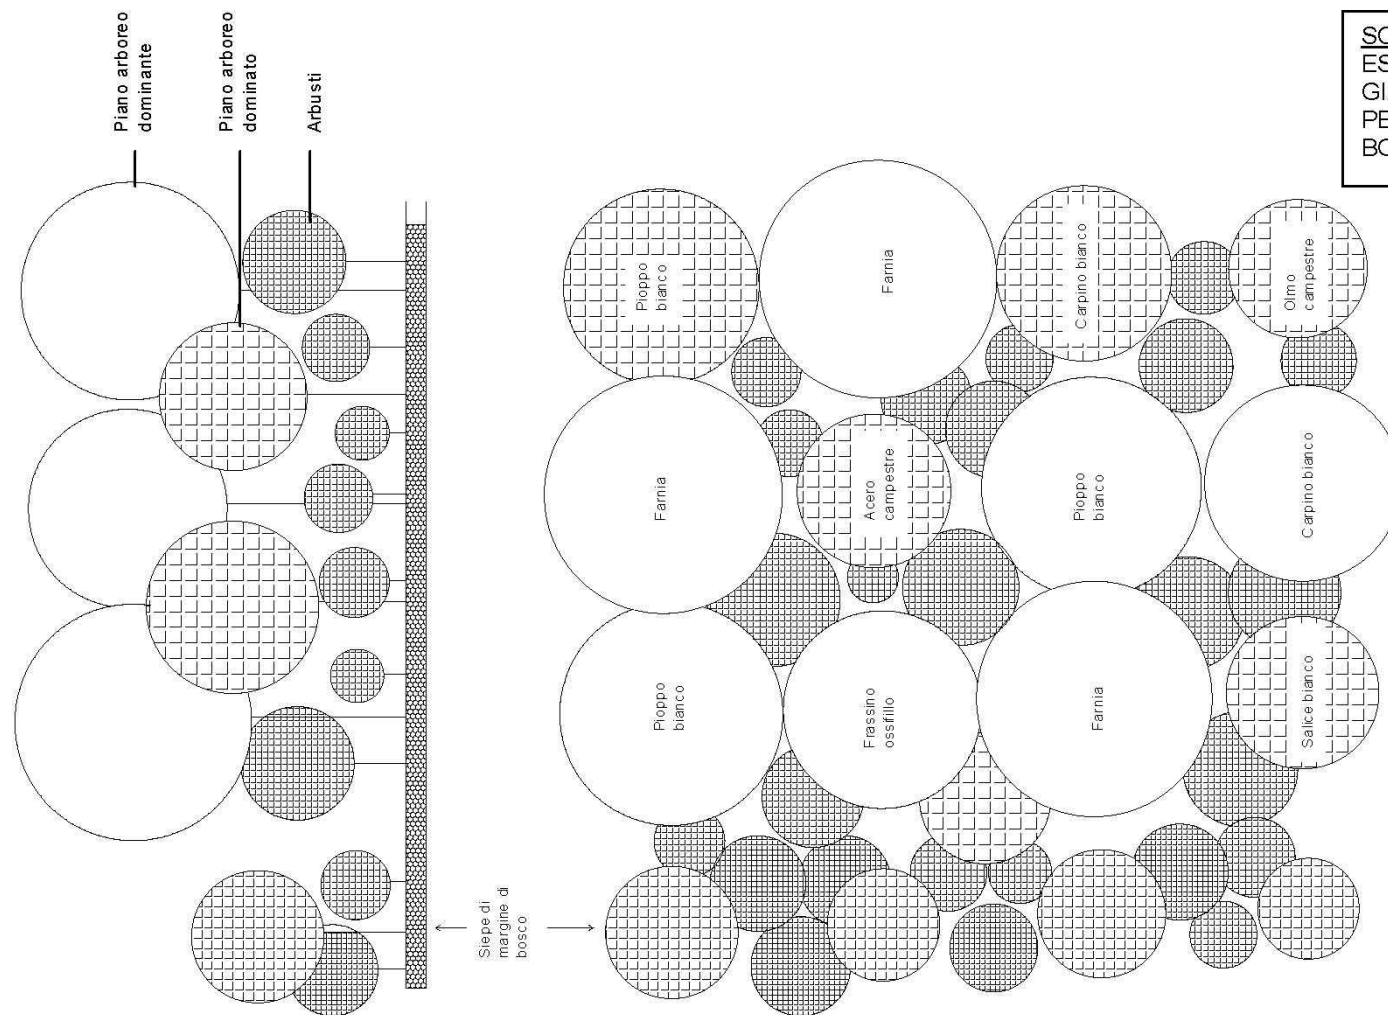 Piano arboreo
dominante
Piano arboreo
dominato
Arbusti
Pioppo
bianco
Farnia
Carpino bianco
Olmo
campestre
Farnia
Acero
campestre
Pioppo
bianco
Carpino bianco
Pioppo
bianco
Frassino
ossifillo
Farnia
Salice bianco
Siepe di
margine di
bosco